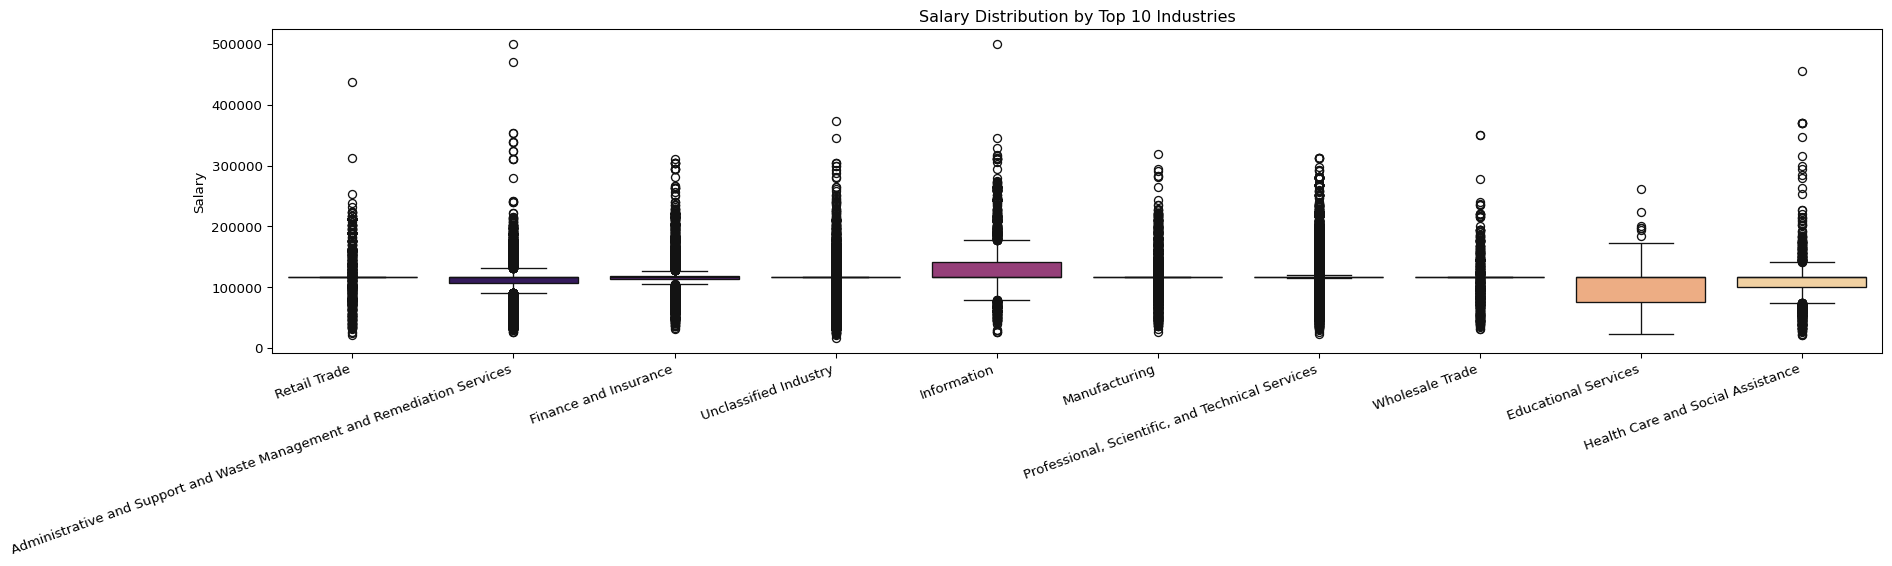 Salary Distribution by Top 10 Industries
500000
400000
300000
200000
100000
0
Salary
Retail Trade
Administrative and Support and Waste Management and Remediation Services
Finance and Insurance
Unclassified Industry
Information
Manufacturing
Professional, Scientific, and Technical Services
Wholesale Trade
Educational Services
Health Care and Social Assistance